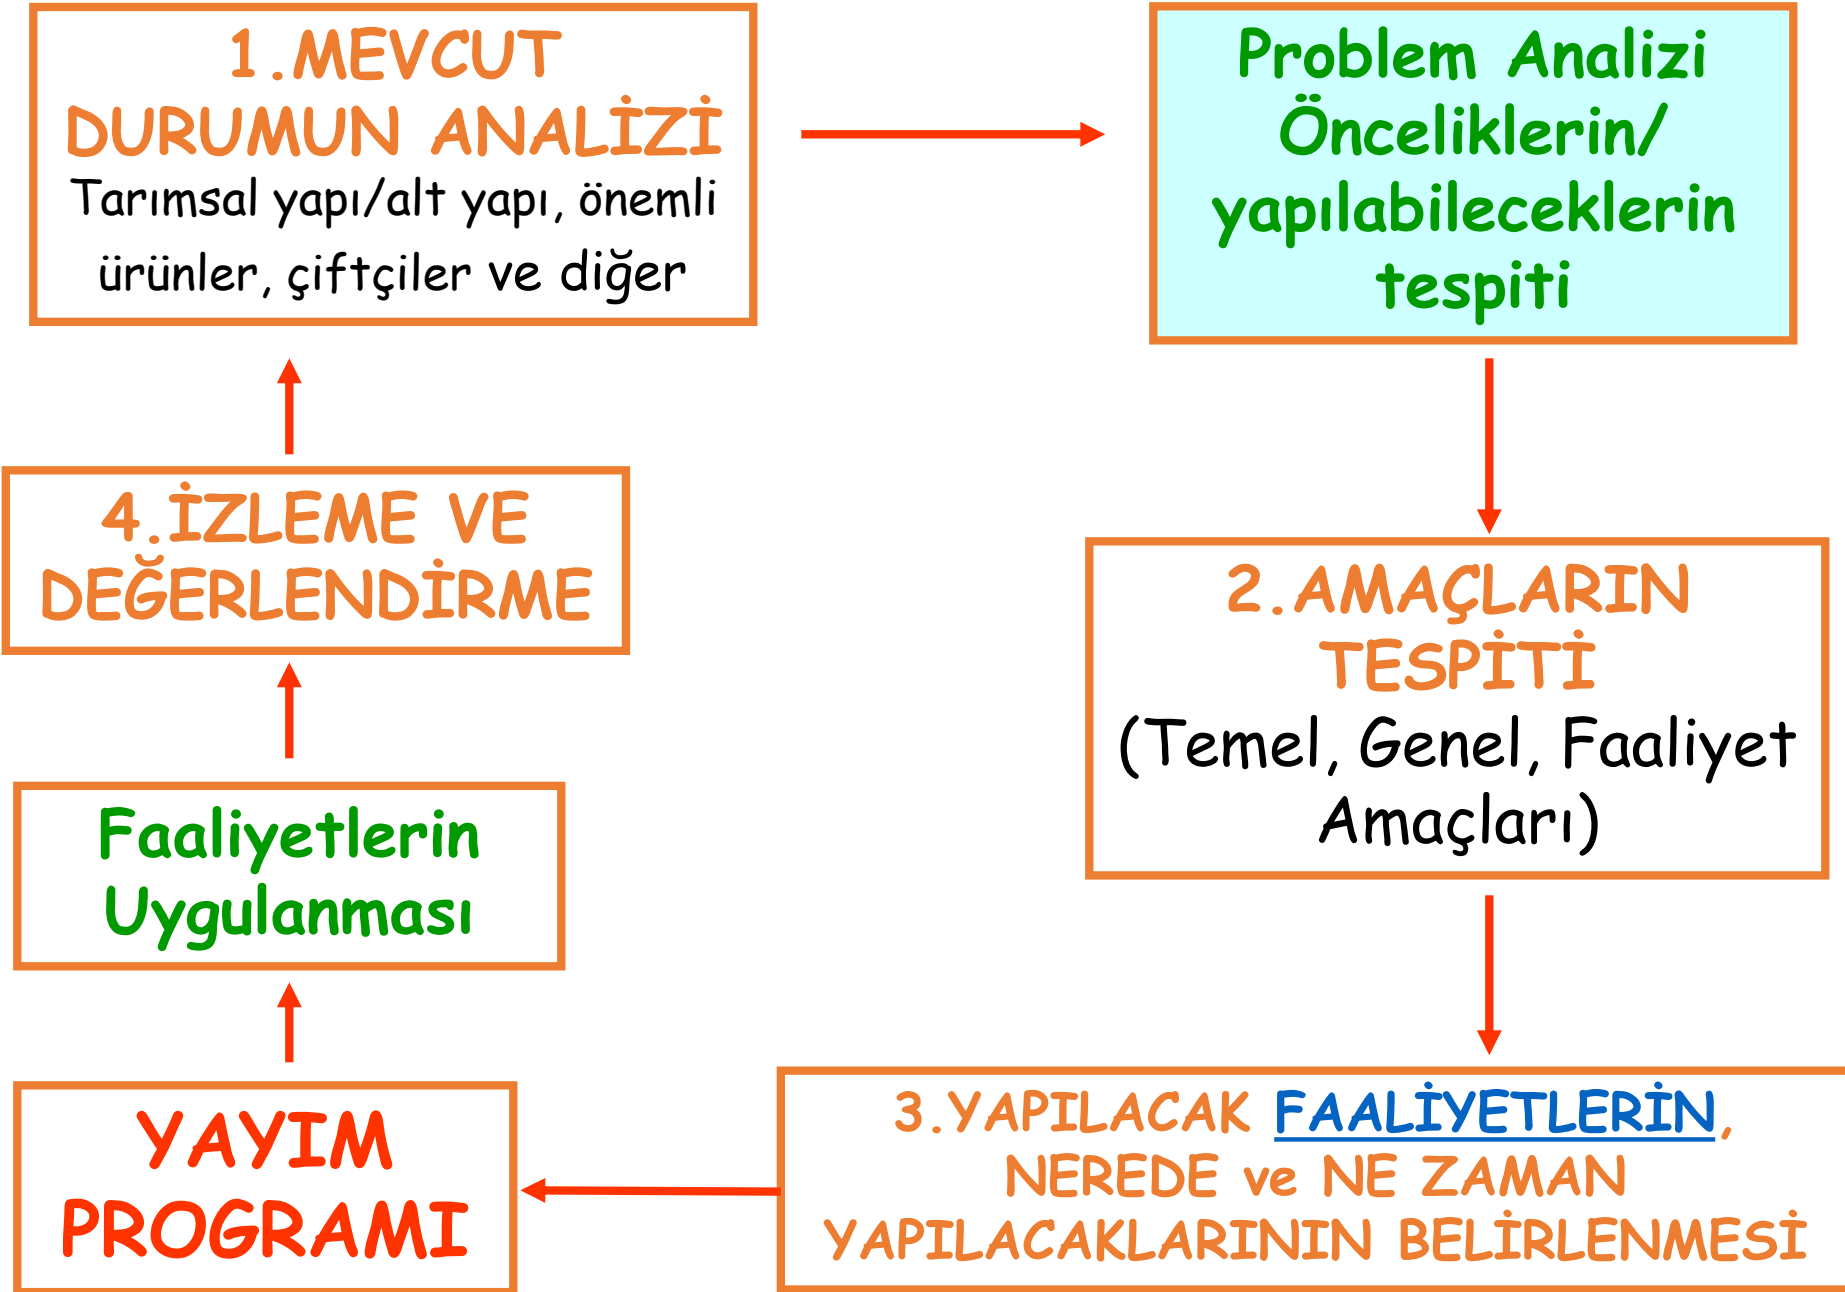 1.MEVCUT
DURUMUN ANALİZİ
Tarımsal yapı/alt yapı, önemli
ürünler, çiftçiler ve diğer
Problem Analizi
Önceliklerin/
yapılabileceklerin
tespiti
2.AMAÇLARIN
TESPİTİ
(Temel, Genel, Faaliyet
Amaçları)
3.YAPILACAK FAALİYETLERİN,
NEREDE ve NE ZAMAN
YAPILACAKLARININ BELİRLENMESİ
YAYIM
PROGRAMI
Faaliyetlerin
Uygulanması
4.İZLEME VE
DEĞERLENDİRME